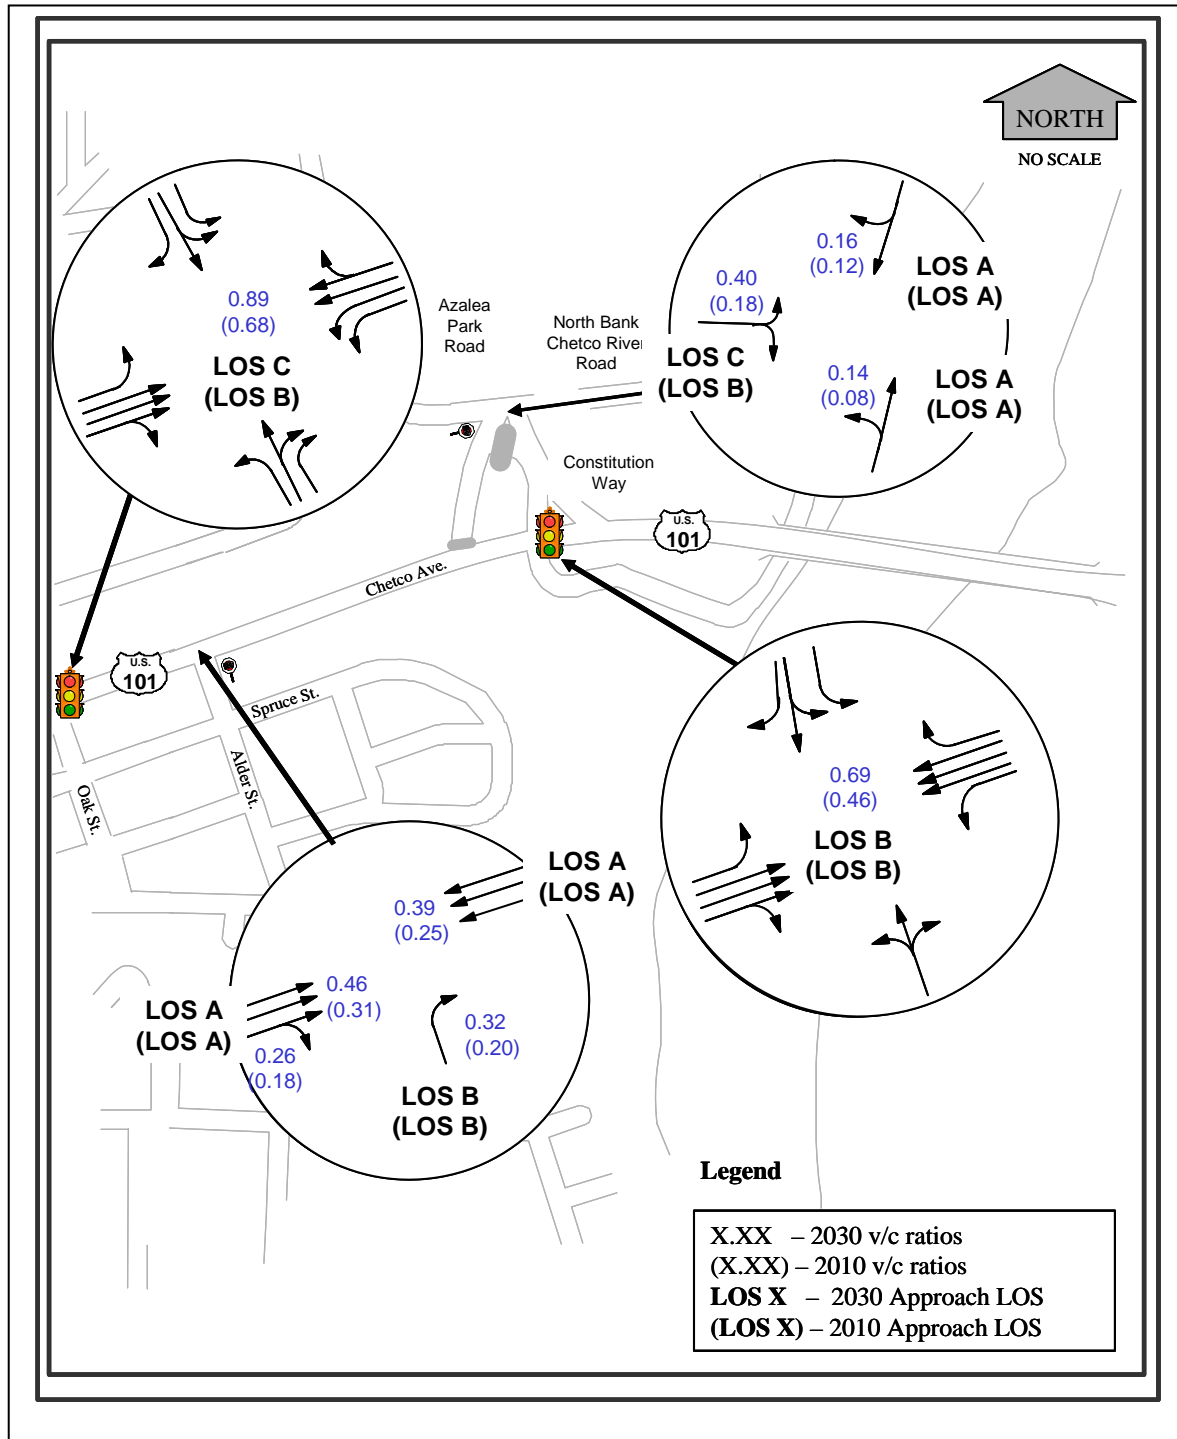 NORTH
NO SCALE
0.89
(0.68)
LOS C
(LOS B)
Azalea
Park
Road
North Bank
Chetco River
Road
0.16
(0.12)
LOS A
(LOS A)
0.40
(0.18)
LOS C
(LOS B)
0.14
(0.08)
LOS A
(LOS A)
Constitution
Way
U.S.
101
Chetco Ave.
U.S.
101
Spruce St.
Alder St.
Oak St.
0.69
(0.46)
LOS B
(LOS B)
LOS A
(LOS A)
0.39
(0.25)
0.46
(0.31)
LOS A
(LOS A)
0.26
(0.18)
0.32
(0.20)
LOS B
(LOS B)
Legend
X.XX – 2030 v/c ratios
(X.XX) – 2010 v/c ratios
LOS X – 2030 Approach LOS
(LOS X) – 2010 Approach LOS